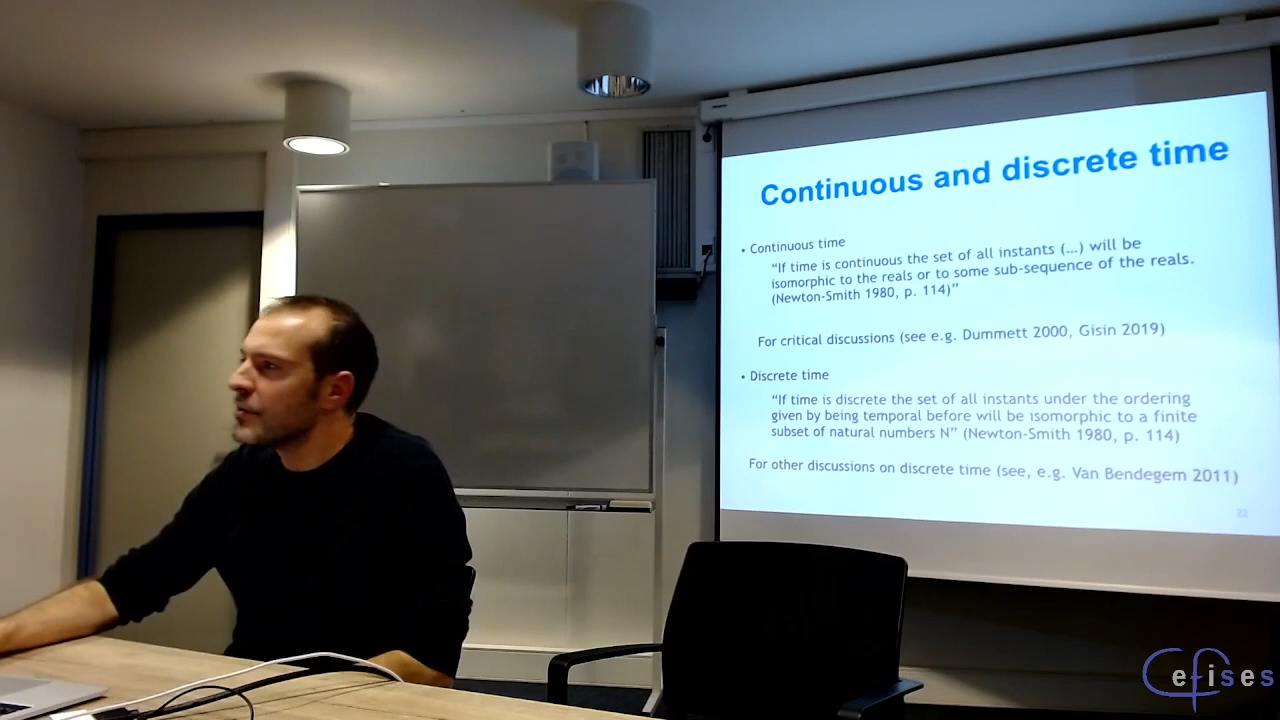 Continuous and discrete time
• Continuous time
“If time is continuous the set of all instants (…) will be
isomorphic to the reals or to some sub-sequence of the reals.
(Newton-Smith 1980, p. 114)”
For critical discussions (see e.g. Dummett 2000, Gisin 2019)
• Discrete time
“If time is discrete the set of all instants under the ordering
given by being temporal before will be isomorphic to a finite
subset of natural numbers N” (Newton-Smith 1980, p. 114)
For other discussions on discrete time (see, e.g. Van Bendegem 2011)
22
Cefises